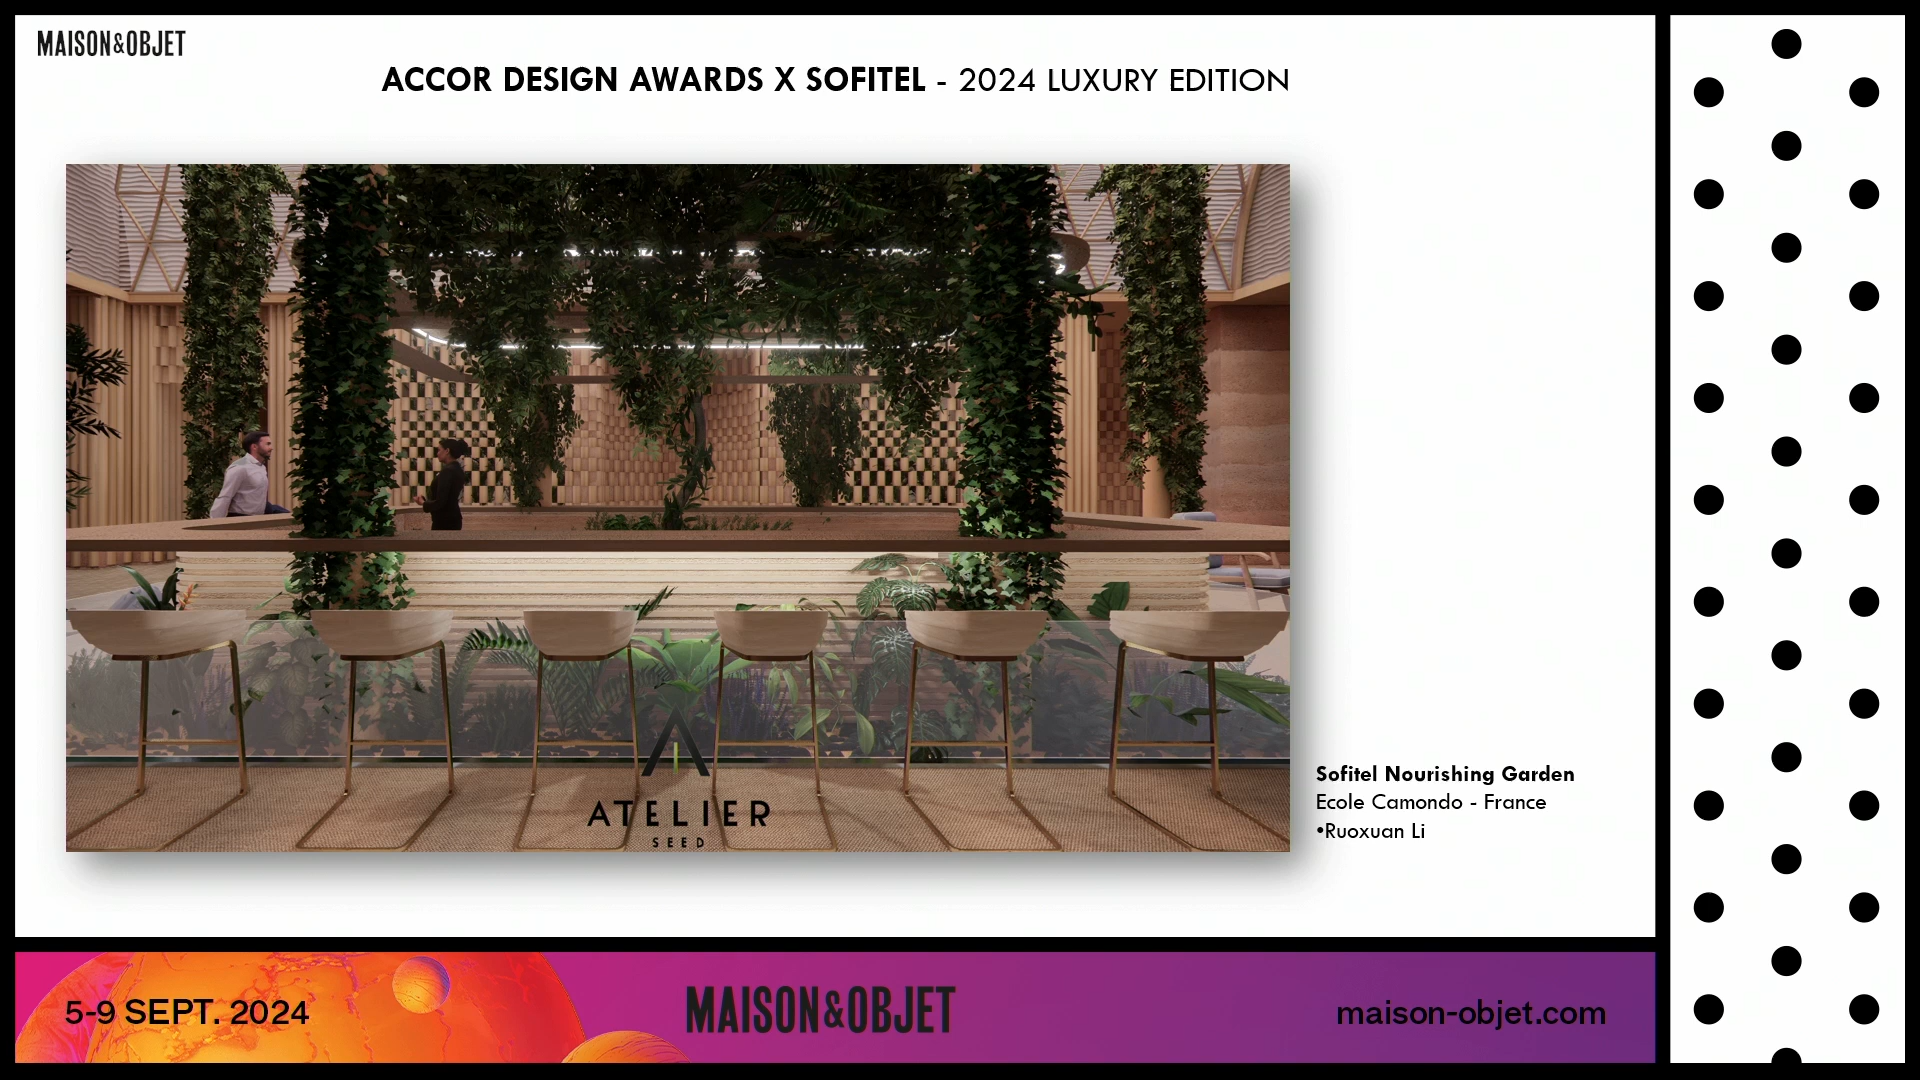 MAISON&OBJET
ACCOR DESIGN AWARDS X SOFITEL - 2024 LUXURY EDITION
ATELIER
SEED
Sofitel Nourishing Garden
Ecole Camondo - France
•Ruoxuan Li
5-9 SEPT. 2024
MAISON&OBJET
maison-objet.com